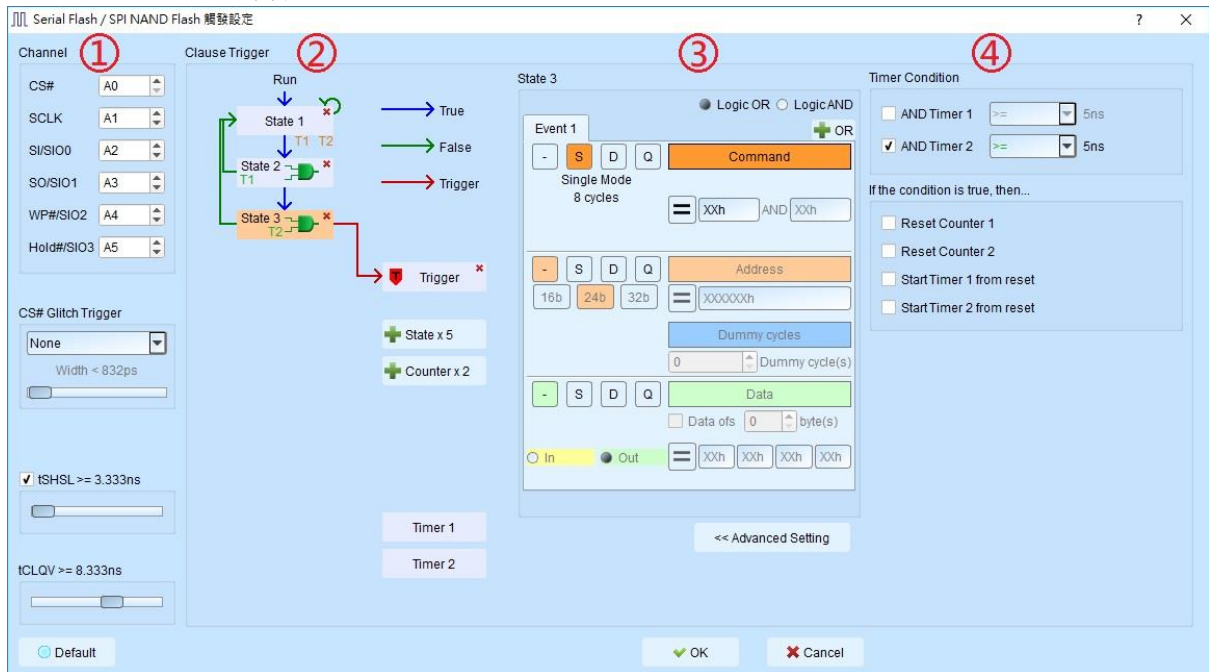 Serial Flash / SPI NAND Flash 觸發設定
?
Channel
①
CS#
A0
SCLK
A1
SI/SIO0
A2
SO/SIO1
A3
WP#/SIO2
A4
Hold#/SIO3
A5
CS# Glitch Trigger
None
Width < 832ps
tSHSL >= 3.333ns
tCLQV >= 8.333ns
Default
Clause Trigger
②
Run
State 1
T1 T2
State 2
T1
State 3
T2
True
False
Trigger
T Trigger
State x 5
Counter x 2
Timer 1
Timer 2
③
State 3
Logic OR
Logic AND
Event 1
OR
- S D Q
Command
Single Mode
8 cycles
= XXh AND XXh
- S D Q
Address
16b 24b 32b
= XXXXXXh
Dummy cycles
0 Dummy cycle(s)
- S D Q
Data
Data ofs 0 byte(s)
In Out
= XXh XXh XXh XXh
<< Advanced Setting
OK
Cancel
④
Timer Condition
AND Timer 1 >= 5ns
AND Timer 2 >= 5ns
If the condition is true, then...
Reset Counter 1
Reset Counter 2
Start Timer 1 from reset
Start Timer 2 from reset